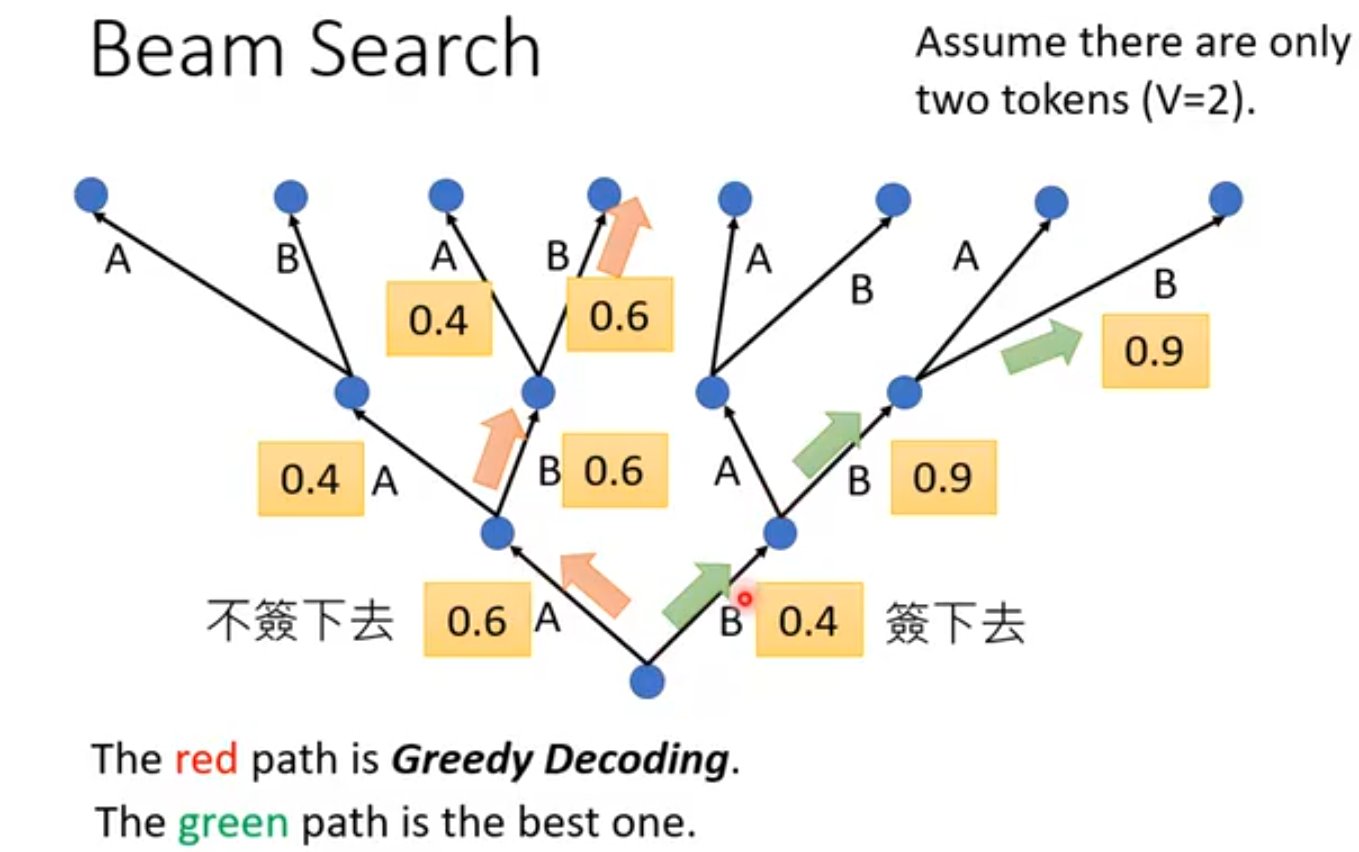 Beam Search
Assume there are only
two tokens (V=2).
A B A B A B A B
0.4 0.6 0.9
0.4 A B 0.6 A B 0.9
不簽下去 0.6 A B 0.4 簽下去
The red path is Greedy Decoding.
The green path is the best one.